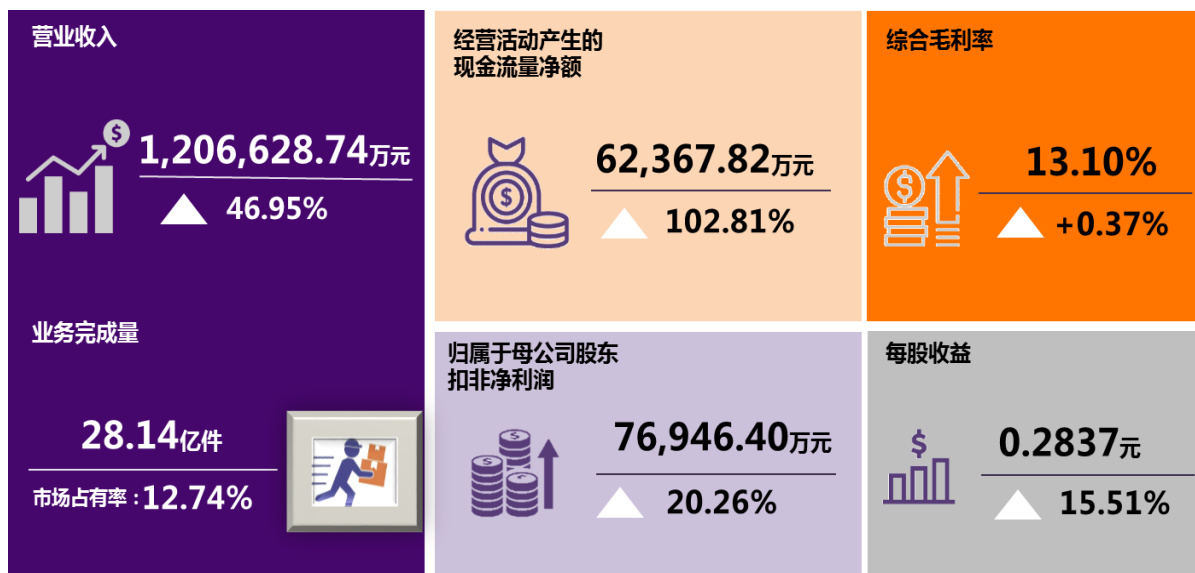 营业收入
1,206,628.74万元
46.95%
业务完成量
28.14亿件
市场占有率：12.74%
经营活动产生的
现金流量净额
62,367.82万元
102.81%
归属于母公司股东
扣非净利润
76,946.40万元
20.26%
综合毛利率
13.10%
+0.37%
每股收益
0.2837元
15.51%